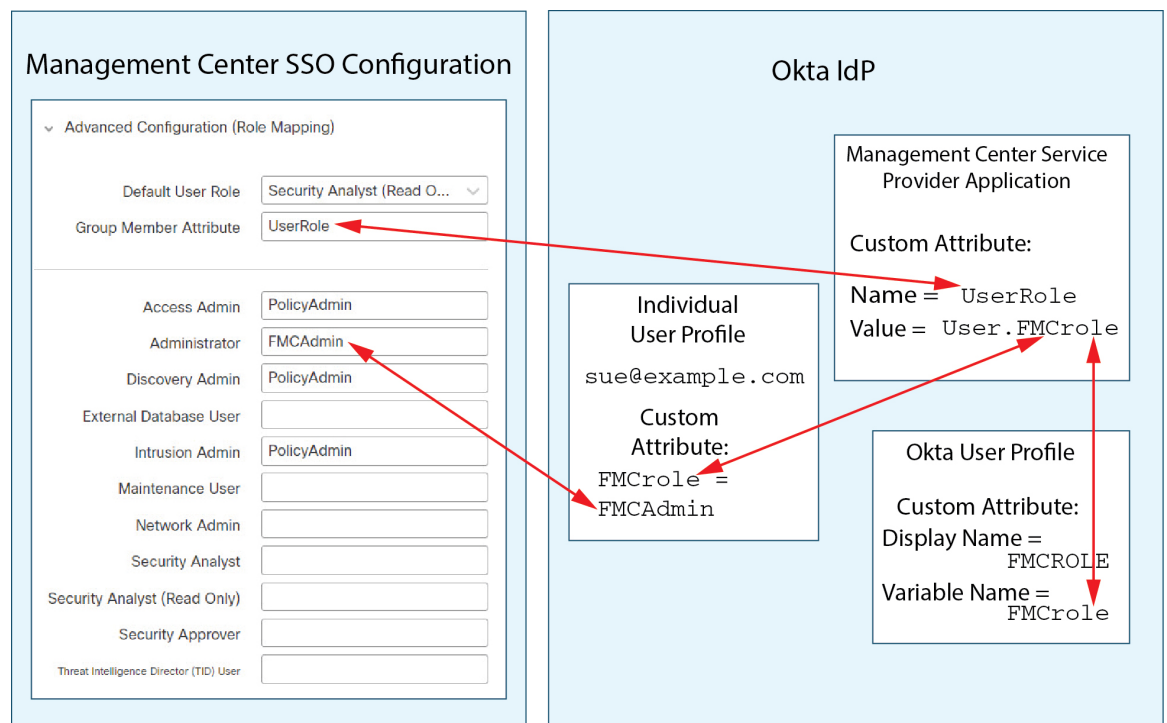 Management Center SSO Configuration
Advanced Configuration (Role Mapping)
Default User Role Security Analyst (Read O...
Group Member Attribute UserRole
Access Admin PolicyAdmin
Administrator FMCAdmin
Discovery Admin PolicyAdmin
External Database User
Intrusion Admin PolicyAdmin
Maintenance User
Network Admin
Security Analyst
Security Analyst (Read Only)
Security Approver
Threat Intelligence Director (TID) User
Okta IdP
Individual
User Profile
sue@example.com
Custom
Attribute:
FMCrole =
FMCAdmin
Management Center Service
Provider Application
Custom Attribute:
Name = UserRole
Value = User.FMCrole
Okta User Profile
Custom Attribute:
Display Name =
FMCROLE
Variable Name =
FMCrole